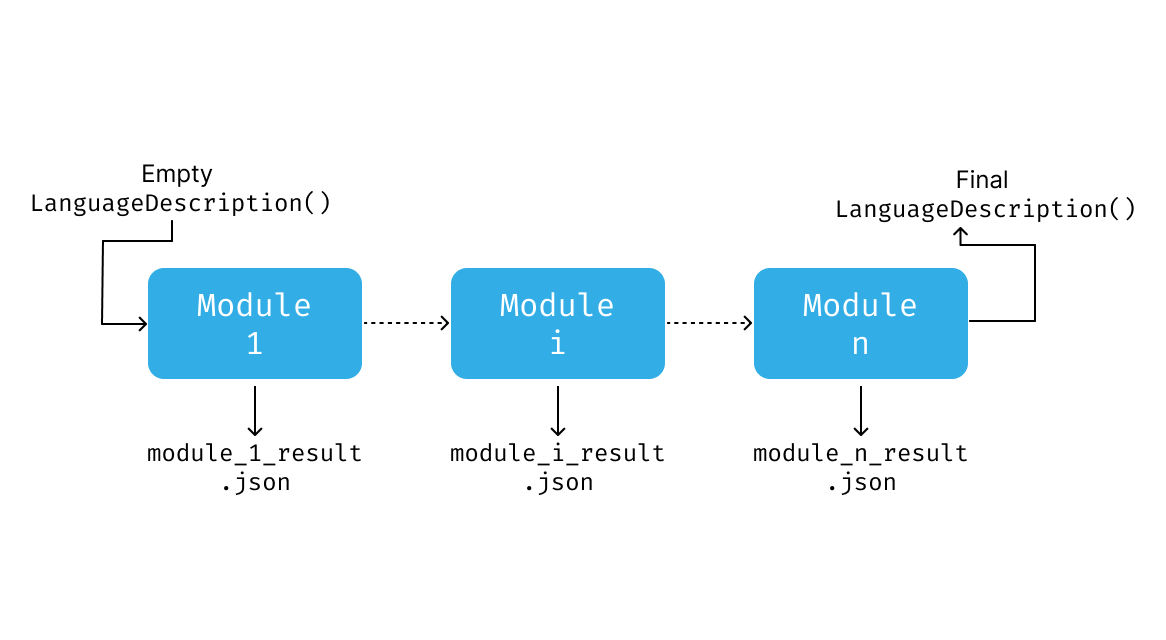 Empty
LanguageDescription()
Final
LanguageDescription()
Module
1
Module
i
Module
n
module_1_result
.json
module_i_result
.json
module_n_result
.json